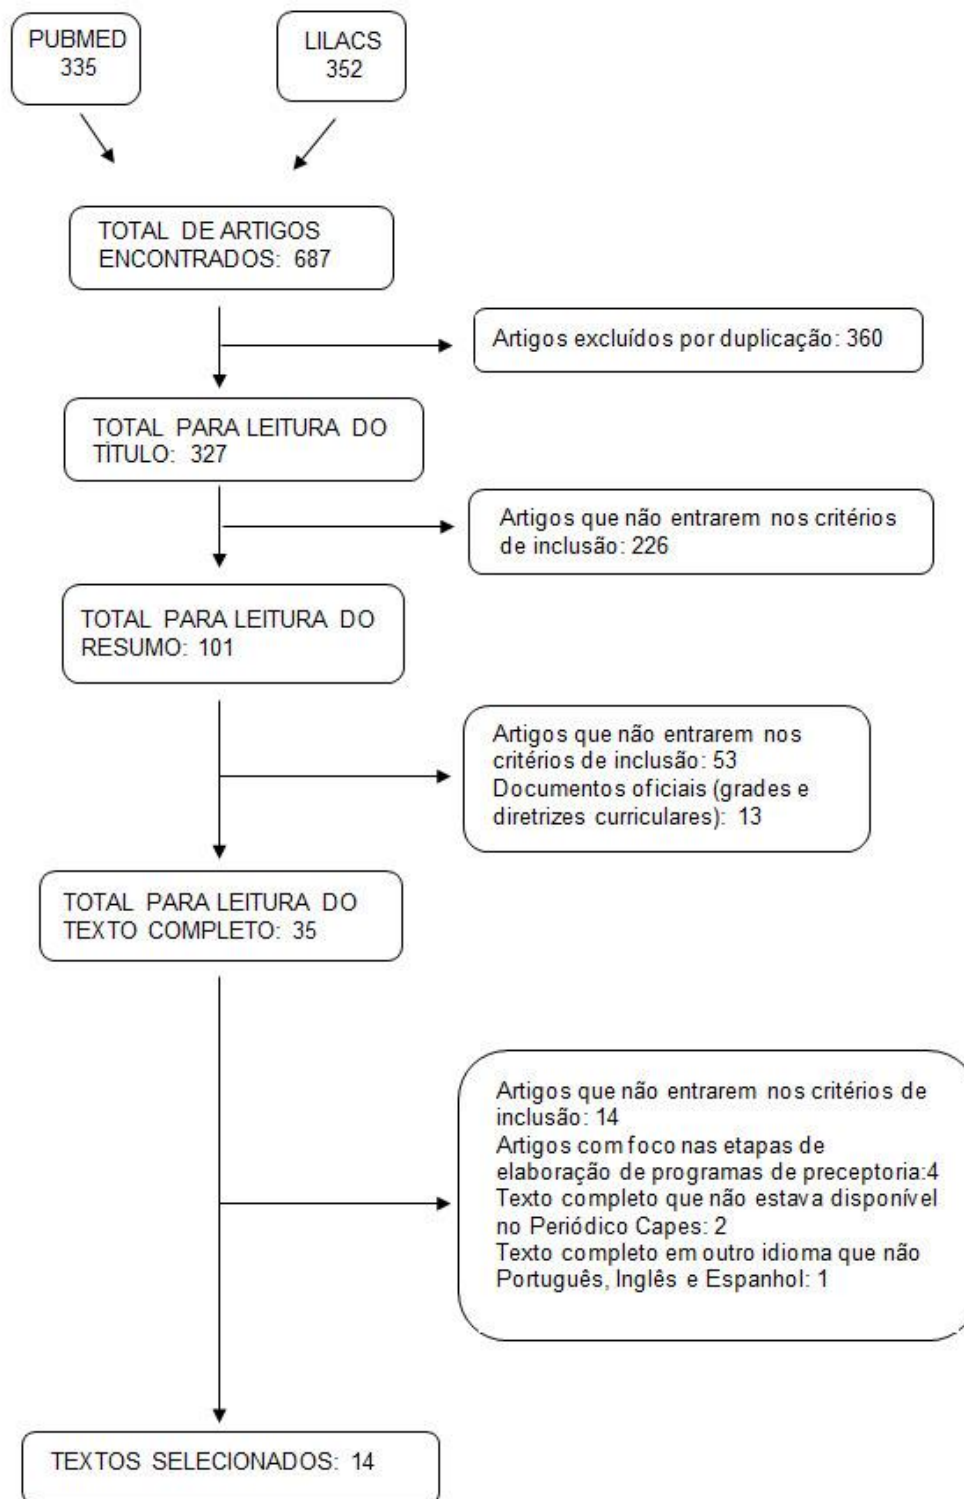 PUBMED
335
LILACS
352
TOTAL DE ARTIGOS
ENCONTRADOS: 687
Artigos excluídos por duplicação: 360
TOTAL PARA LEITURA DO
TÍTULO: 327
Artigos que não entrarem nos critérios
de inclusão: 226
TOTAL PARA LEITURA DO
RESUMO: 101
Artigos que não entrarem nos
critérios de inclusão: 53
Documentos oficiais (grades e
diretrizes curriculares): 13
TOTAL PARA LEITURA DO
TEXTO COMPLETO: 35
Artigos que não entrarem nos critérios de
inclusão: 14
Artigos com foco nas etapas de
elaboração de programas de preceptoria:4
Texto completo que não estava disponível
no Periódico Capes: 2
Texto completo em outro idioma que não
Português, Inglês e Espanhol: 1
TEXTOS SELECIONADOS: 14